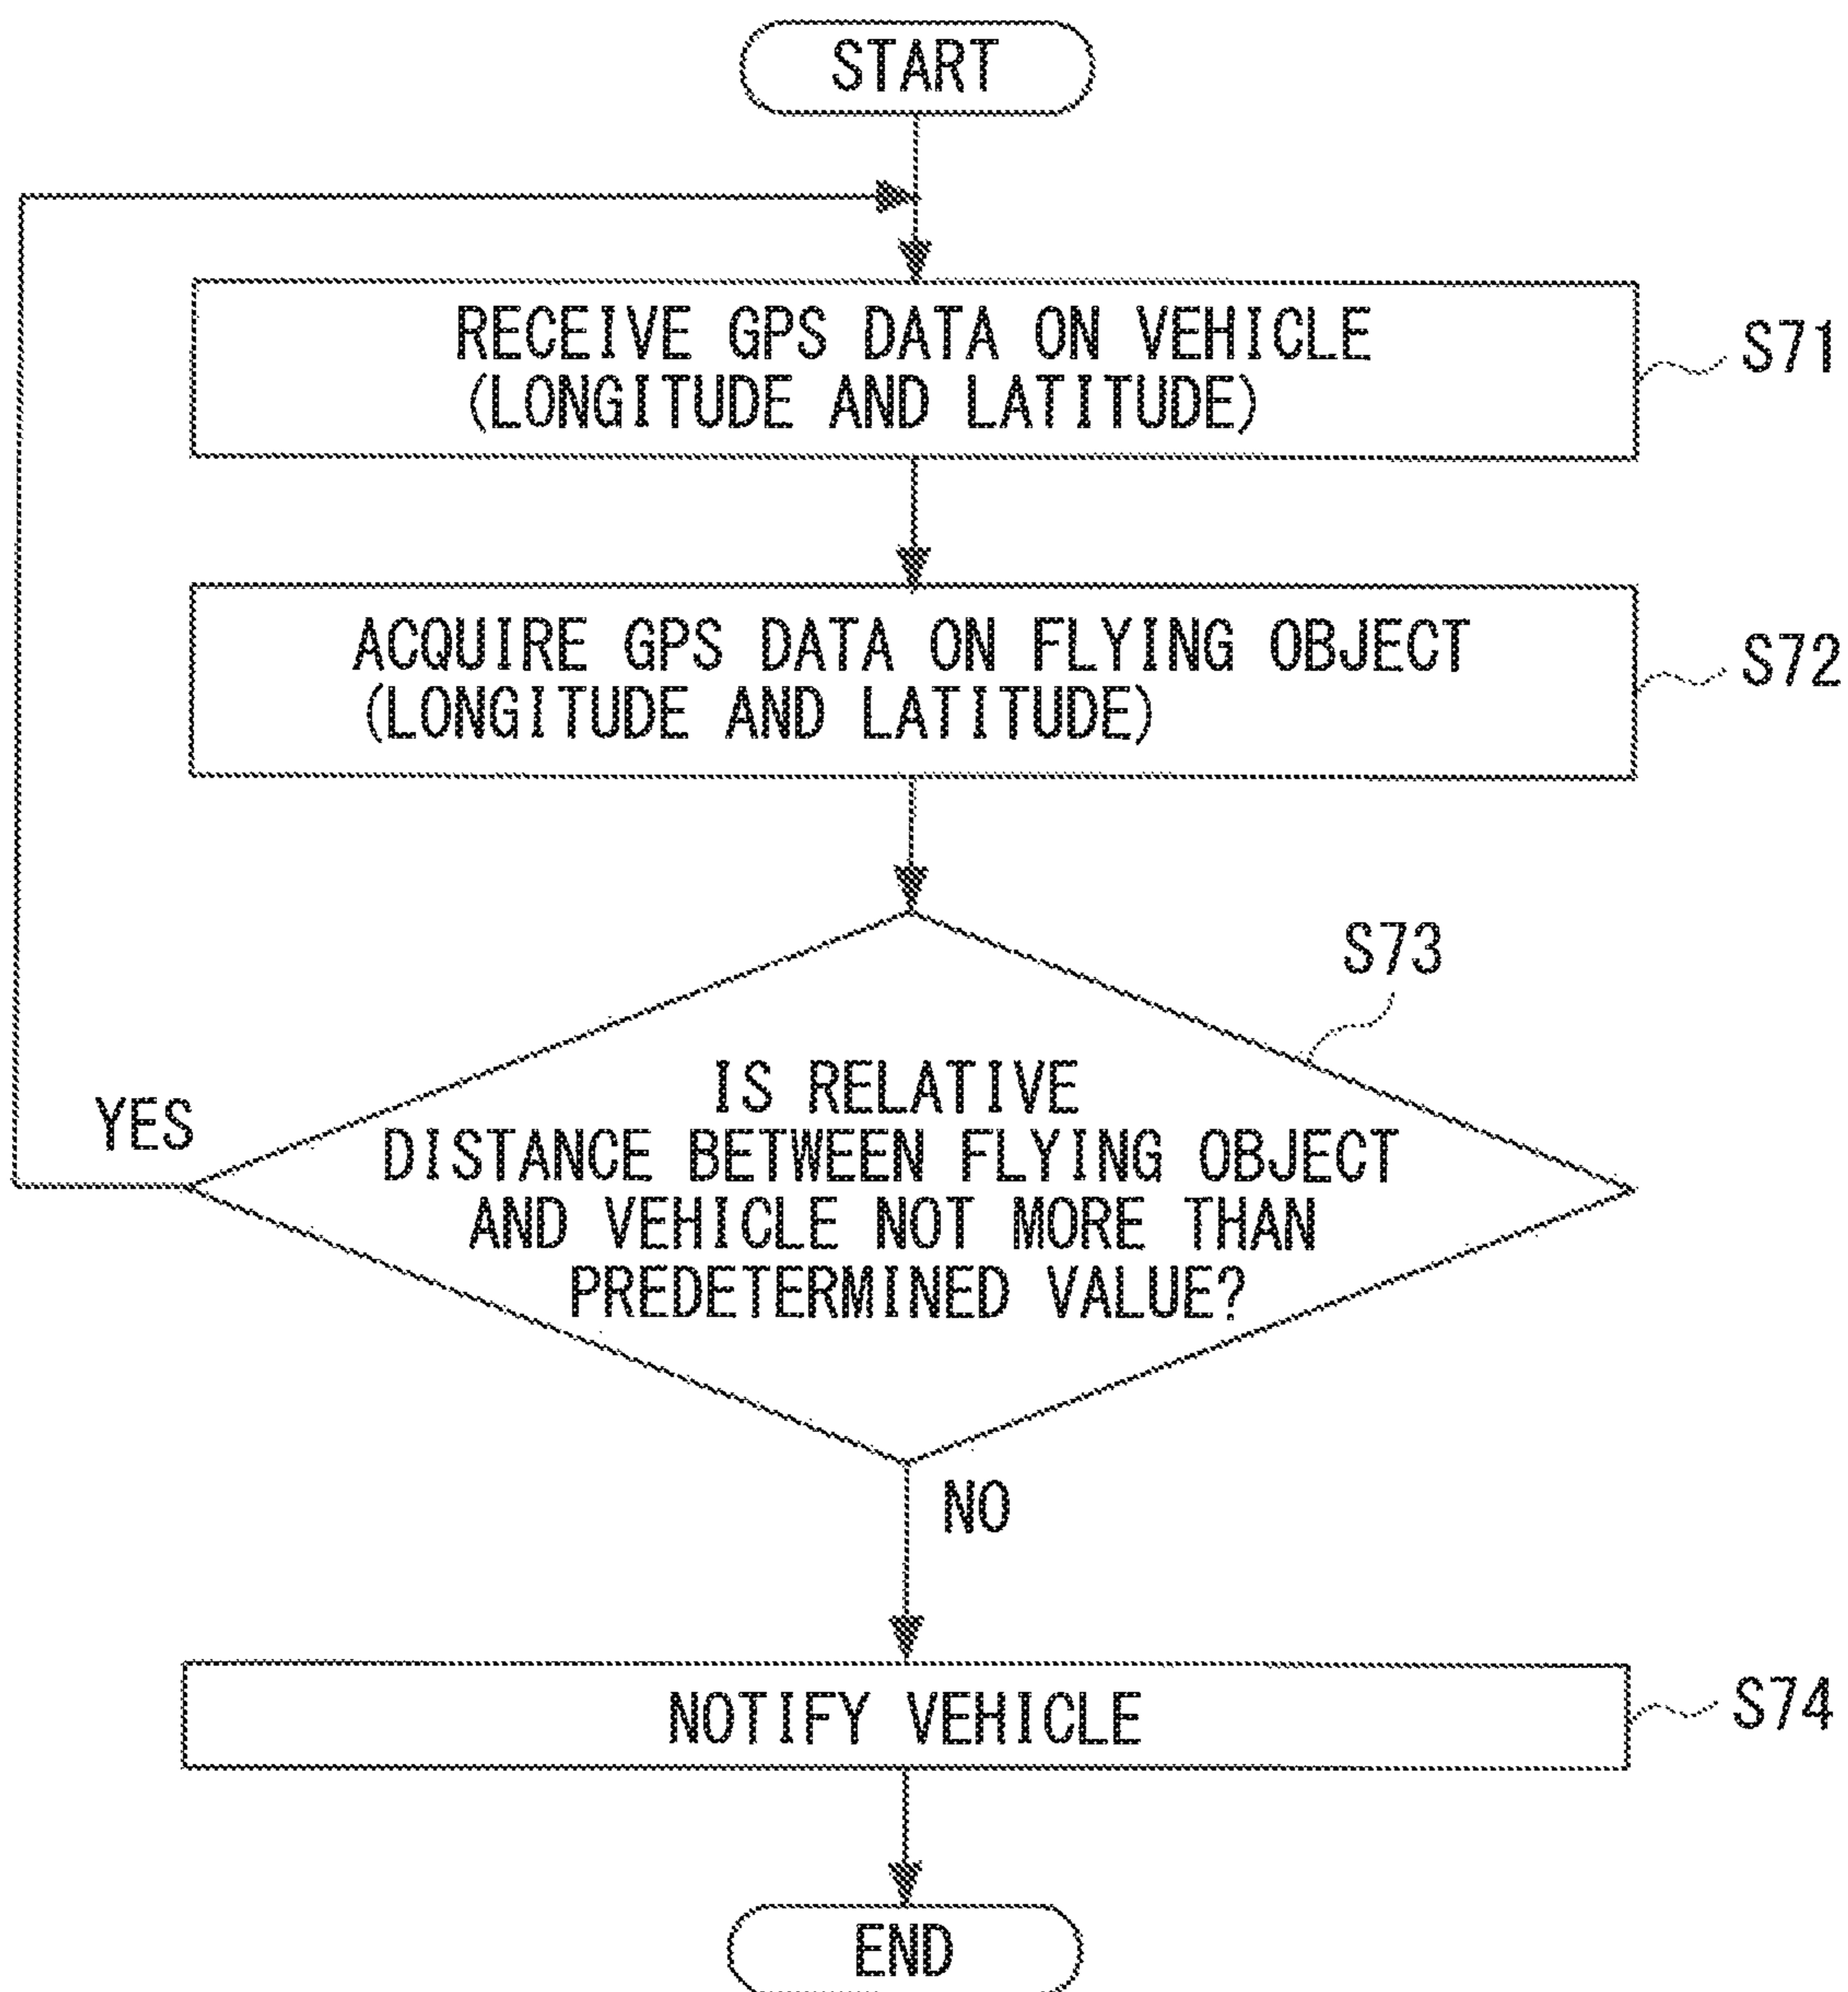 START
RECEIVE GPS DATA ON VEHICLE
(LONGITUDE AND LATITUDE)
S71
ACQUIRE GPS DATA ON FLYING OBJECT
(LONGITUDE AND LATITUDE)
S72
S73
IS RELATIVE
DISTANCE BETWEEN FLYING OBJECT
AND VEHICLE NOT MORE THAN
PREDETERMINED VALUE?
YES
NO
NOTIFY VEHICLE
S74
END